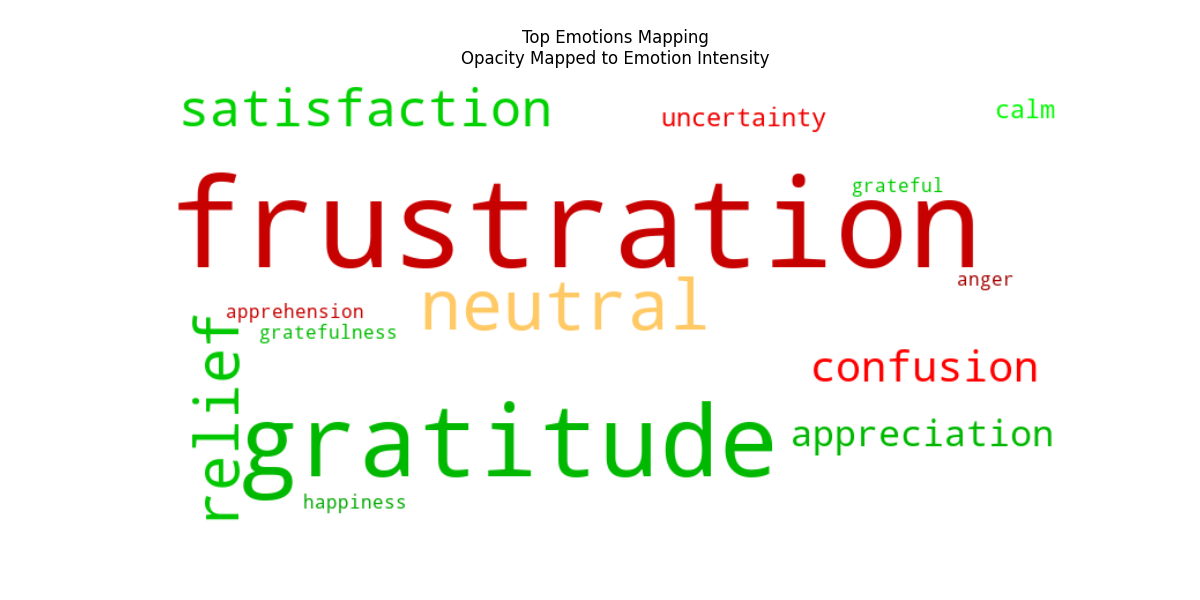 Top Emotions Mapping
Opacity Mapped to Emotion Intensity
satisfaction
uncertainty
calm
frustration
grateful
anger
neutral
apprehension
gratefulness
relief
confusion
gratitude
appreciation
happiness